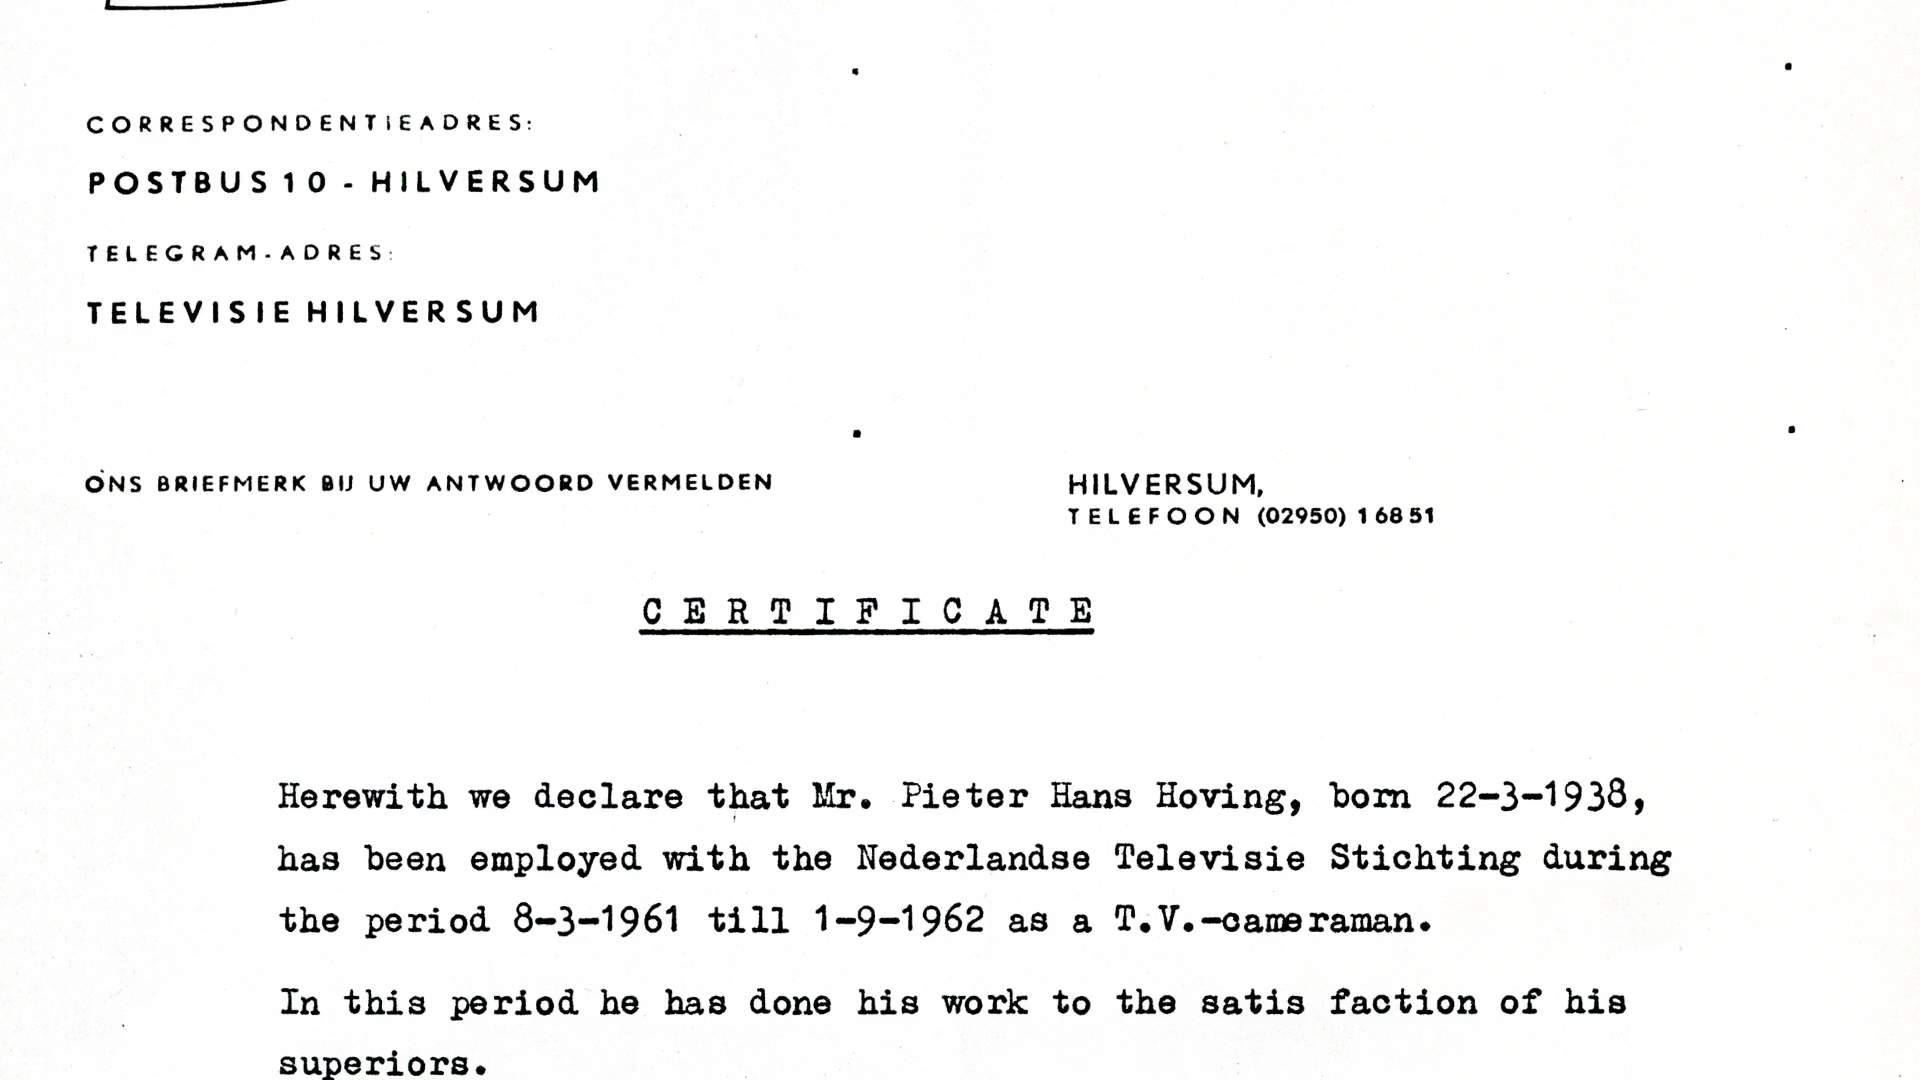 CORRESPONDENTIEADRES:
POSTBUS 10 - HILVERSUM
TELEGRAM-ADRES:
TELEVISIE HILVERSUM
ONS BRIEFMERK BIJ UW ANTWOORD VERMELDEN
HILVERSUM,
TELEFOON (02950) 1 68 51
C E R T I F I C A T E
Herewith we declare that Mr. Pieter Hans Hoving, born 22-3-1938,
has been employed with the Nederlandse Televisie Stichting during
the period 8-3-1961 till 1-9-1962 as a T.V.-cameraman.
In this period he has done his work to the satis faction of his
superiors.